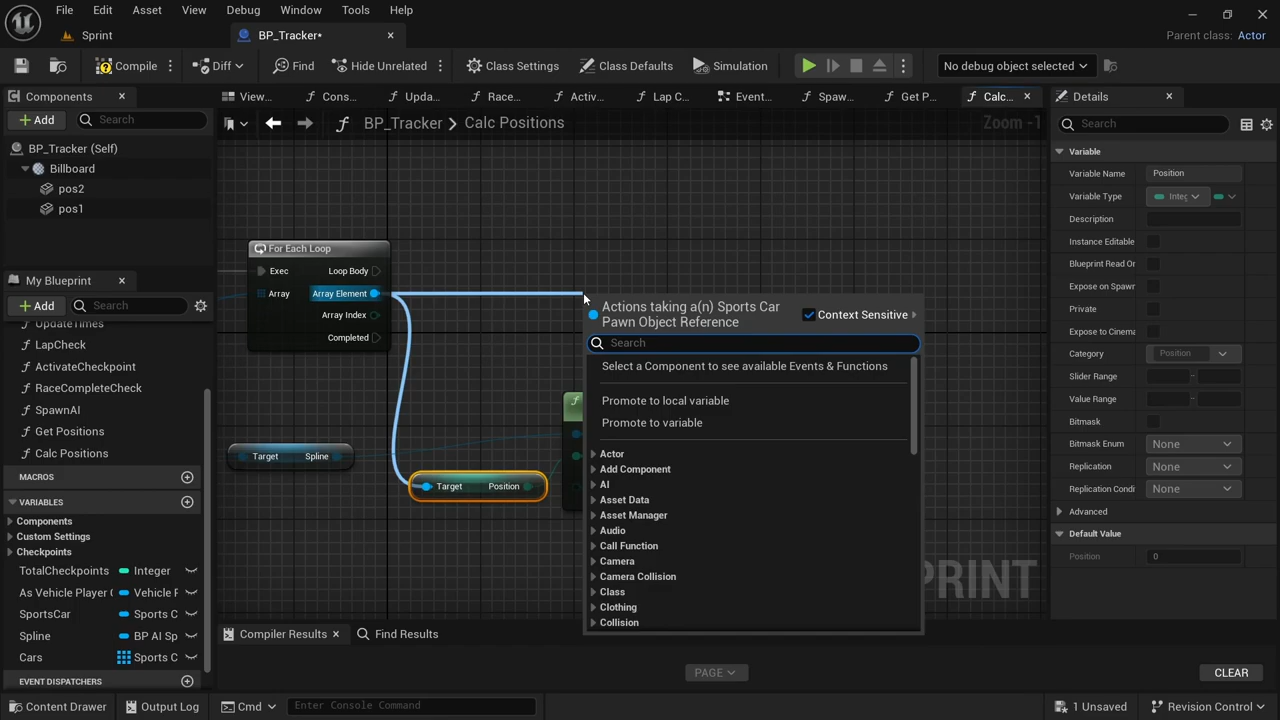 File Edit Asset View Debug Window Tools Help
Sprint
BP_Tracker*
Parent class: Actor
Compile
Diff
Find
Hide Unrelated
Class Settings
Class Defaults
Simulation
No debug object selected
Components
View...
Cons...
Upda...
Race...
Activ...
Lap C...
Event...
Spaw...
Get P...
Calc...
Details
Add
Search
BP_Tracker
Calc Positions
Zoom -1
Search
BP_Tracker (Self)
Billboard
pos2
pos1
My Blueprint
Add
Search
UpdateTimes
LapCheck
ActivateCheckpoint
RaceCompleteCheck
SpawnAI
Get Positions
Calc Positions
MACROS
VARIABLES
Components
Custom Settings
Checkpoints
TotalCheckpoints Integer
As Vehicle Player ( Vehicle F
SportsCar Sports C
Spline BP AI Sp
Cars Sports C
EVENT DISPATCHERS
For Each Loop
Exec Loop Body
Array Array Element
Array Index
Completed
Target Spline
Target Position
Actions taking a(n) Sports Car
Pawn Object Reference
Context Sensitive
Search
Select a Component to see available Events & Functions
Promote to local variable
Promote to variable
Actor
Add Component
AI
Asset Data
Asset Manager
Audio
Call Function
Camera
Camera Collision
Class
Clothing
Collision
PRINT
Variable
Variable Name Position
Variable Type Intec
Description
Instance Editable
Blueprint Read Or
Expose on Spawn
Private
Expose to Cinema
Category Position
Slider Range
Value Range
Bitmask
Bitmask Enum None
Replication None
Replication Condi None
Advanced
Default Value
Position 0
Compiler Results
Find Results
PAGE
CLEAR
Content Drawer
Output Log
Cmd
Enter Console Command
1 Unsaved
Revision Control